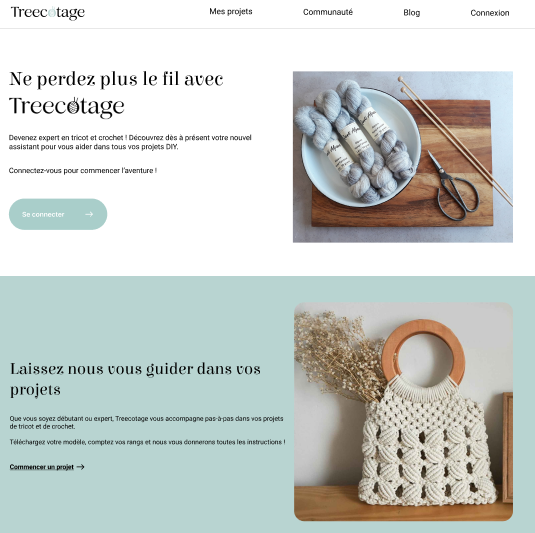 Treecotage
Mes projets
Communauté
Blog
Connexion
Ne perdez plus le fil avec
Treecotage
Devenez expert en tricot et crochet ! Découvrez dès à présent votre nouvel
assistant pour vous aider dans tous vos projets DIY.
Connectez-vous pour commencer l'aventure !
Se connecter
Laissez nous vous guider dans vos
projets
Que vous soyez débutant ou expert, Treecotage vous accompagne pas-à-pas dans vos projets
de tricot et de crochet.
Téléchargez votre modèle, comptez vos rangs et nous vous donnerons toutes les instructions !
Commencer un projet